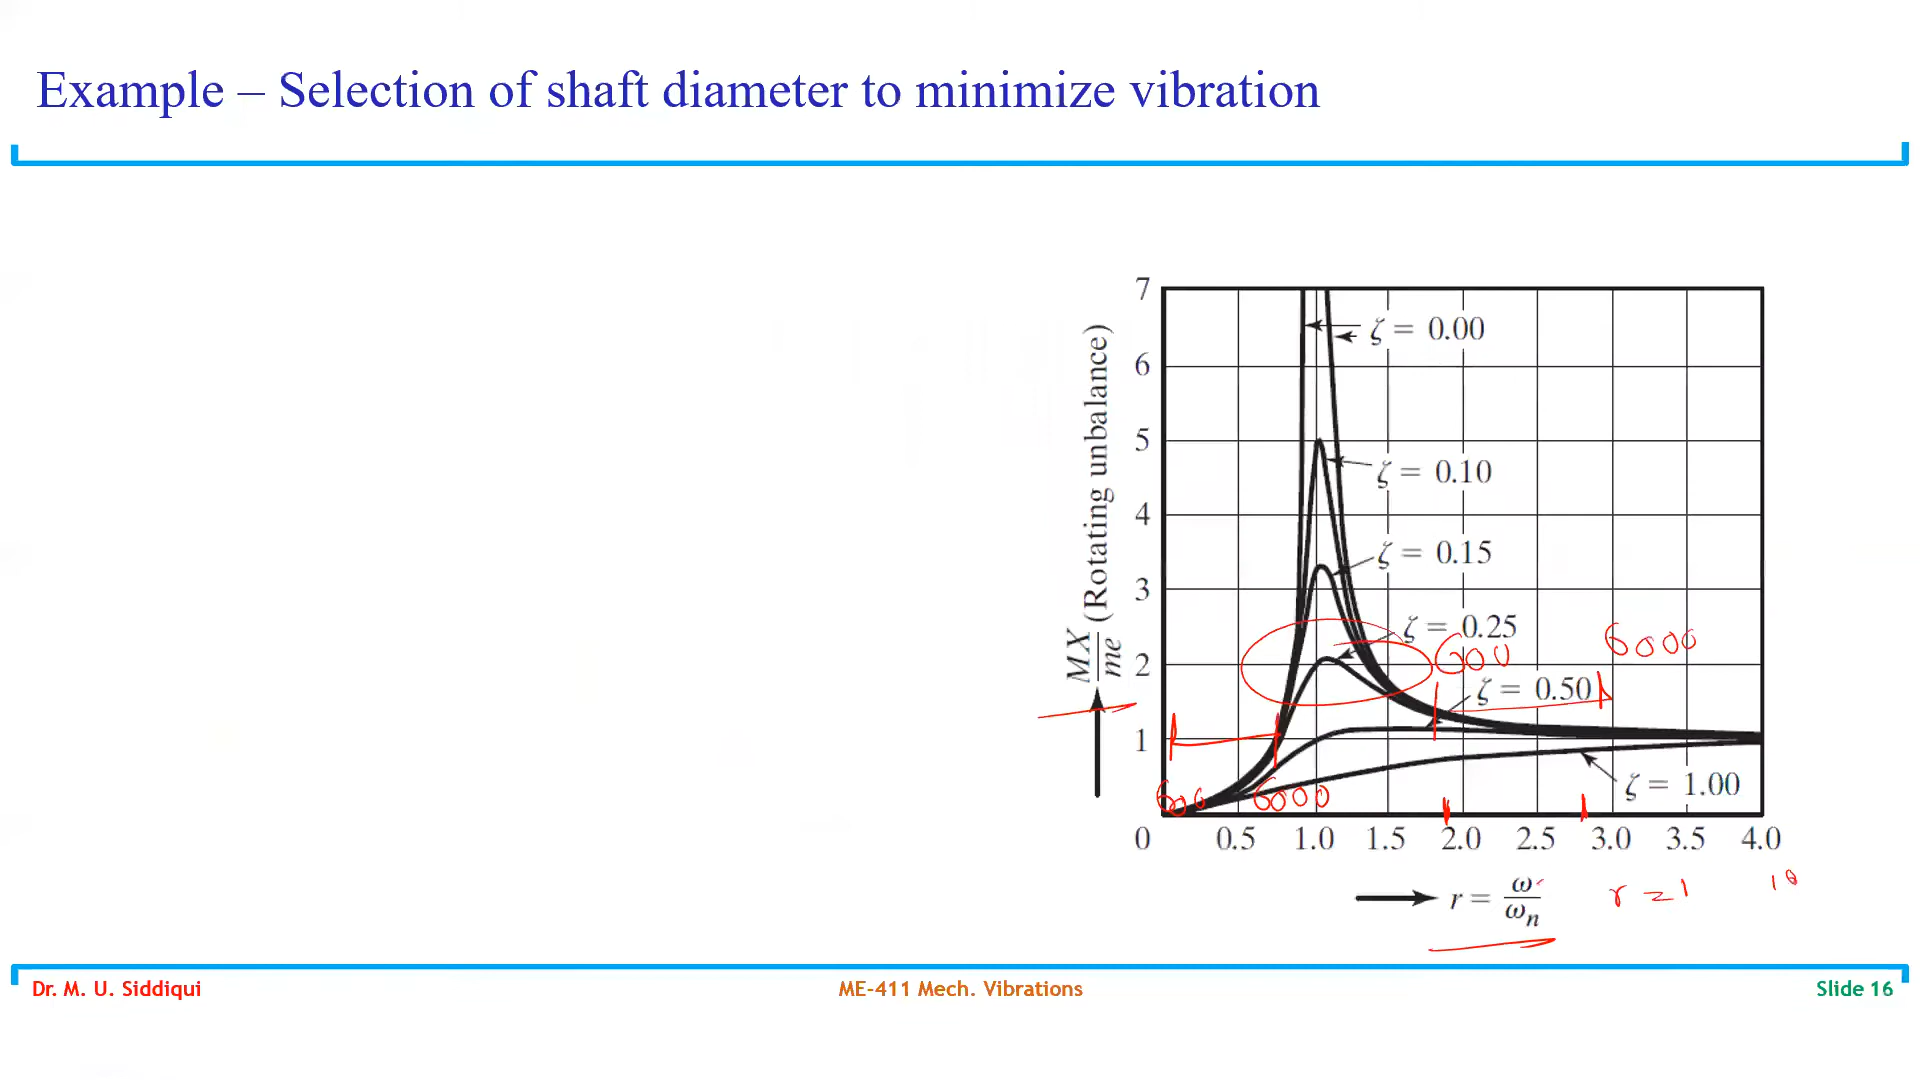 Example – Selection of shaft diameter to minimize vibration
7
6
5
4
3
2
1
0
MX/me (Rotating unbalance)
ζ = 0.00
ζ = 0.10
ζ = 0.15
ζ = 0.25
ζ = 0.50
ζ = 1.00
600
6000
600
6000
0.5 1.0 1.5 2.0 2.5 3.0 3.5 4.0
r = ω/ωn
r = 1
Dr. M. U. Siddiqui
ME-411 Mech. Vibrations
Slide 16